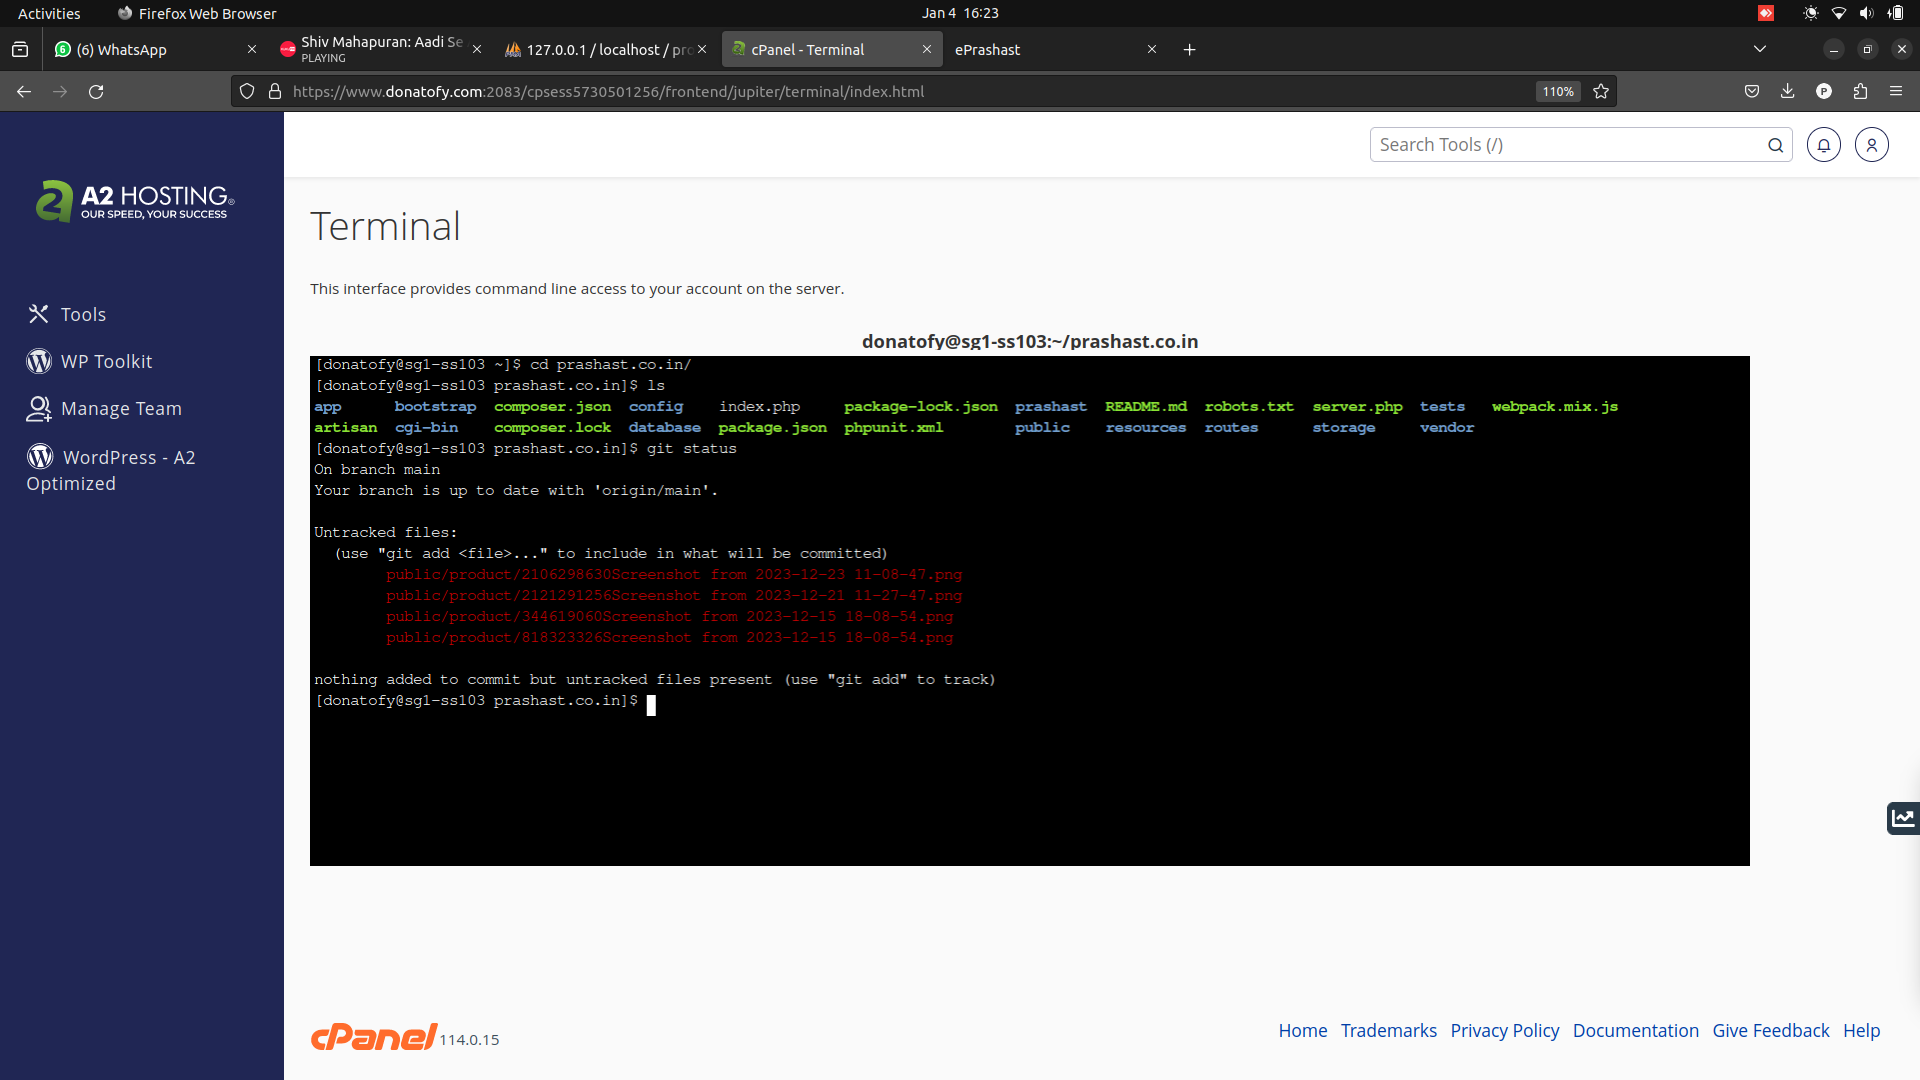 Activities
Firefox Web Browser
Jan 4 16:23
(6) WhatsApp
Shiv Mahapuran: Aadi Se
PLAYING
127.0.0.1 / localhost / pro
cPanel - Terminal
ePrashast
https://www.donatofy.com:2083/cpsess5730501256/frontend/jupiter/terminal/index.html
110%
P
A2 HOSTING®
OUR SPEED, YOUR SUCCESS
Search Tools (/)
Tools
WP Toolkit
Manage Team
WordPress - A2
Optimized
Terminal
This interface provides command line access to your account on the server.
donatofy@sg1-ss103:~/prashast.co.in
[donatofy@sg1-ss103 ~]$ cd prashast.co.in/
[donatofy@sg1-ss103 prashast.co.in]$ ls
app bootstrap composer.json config index.php package-lock.json prashast README.md robots.txt server.php tests webpack.mix.js
artisan cgi-bin composer.lock database package.json phpunit.xml public resources routes storage vendor
[donatofy@sg1-ss103 prashast.co.in]$ git status
On branch main
Your branch is up to date with 'origin/main'.
Untracked files:
(use "git add <file>..." to include in what will be committed)
public/product/2106298630Screenshot from 2023-12-23 11-08-47.png
public/product/2121291256Screenshot from 2023-12-21 11-27-47.png
public/product/344619060Screenshot from 2023-12-15 18-08-54.png
public/product/818323326Screenshot from 2023-12-15 18-08-54.png
nothing added to commit but untracked files present (use "git add" to track)
[donatofy@sg1-ss103 prashast.co.in]$
cPanel 114.0.15
Home Trademarks Privacy Policy Documentation Give Feedback Help